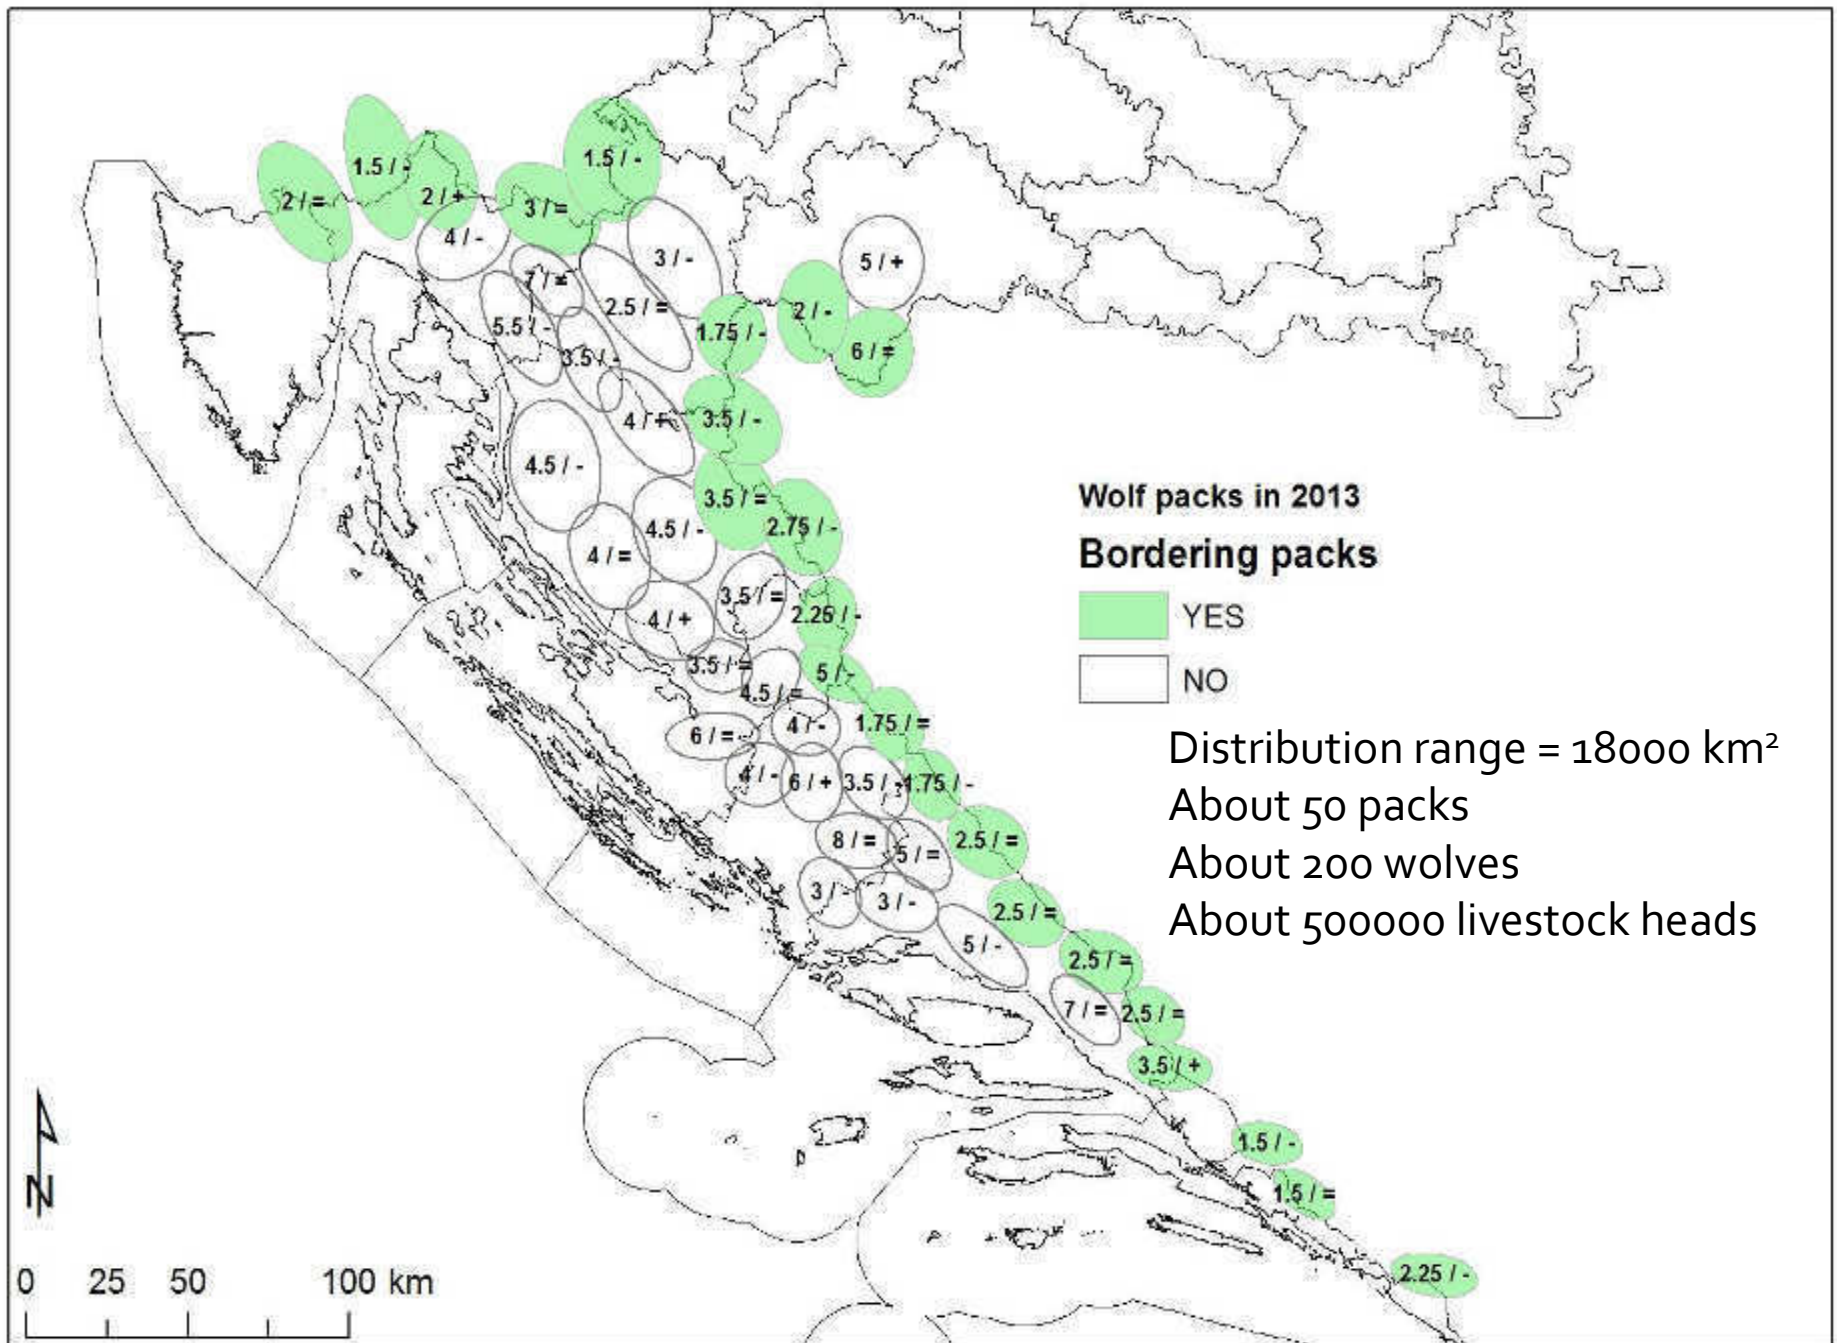 1.5 / -
1.5 / -
2 / =
2 / +
3 / =
4 / -
3 / -
5 / +
7 / =
2.5 / =
2 / -
5.5 / -
1.75 / -
3.5 / -
6 / =
4 / +
3.5 / -
4.5 / -
3.5 / =
4.5 / -
2.75 / -
4 / =
3.5 / =
4 / +
2.25 / -
3.5 / =
4.5 / =
5 / -
6 / =
4 / -
1.75 / =
4 / -
6 / +
3.5 / -
1.75 / -
8 / =
5 / =
2.5 / =
3 / -
3 / -
2.5 / =
5 / -
2.5 / =
7 / =
2.5 / =
3.5 / +
1.5 / -
1.5 / =
2.25 / -
Wolf packs in 2013
Bordering packs
YES
NO
Distribution range = 18000 km²
About 50 packs
About 200 wolves
About 500000 livestock heads
N
0 25 50 100 km